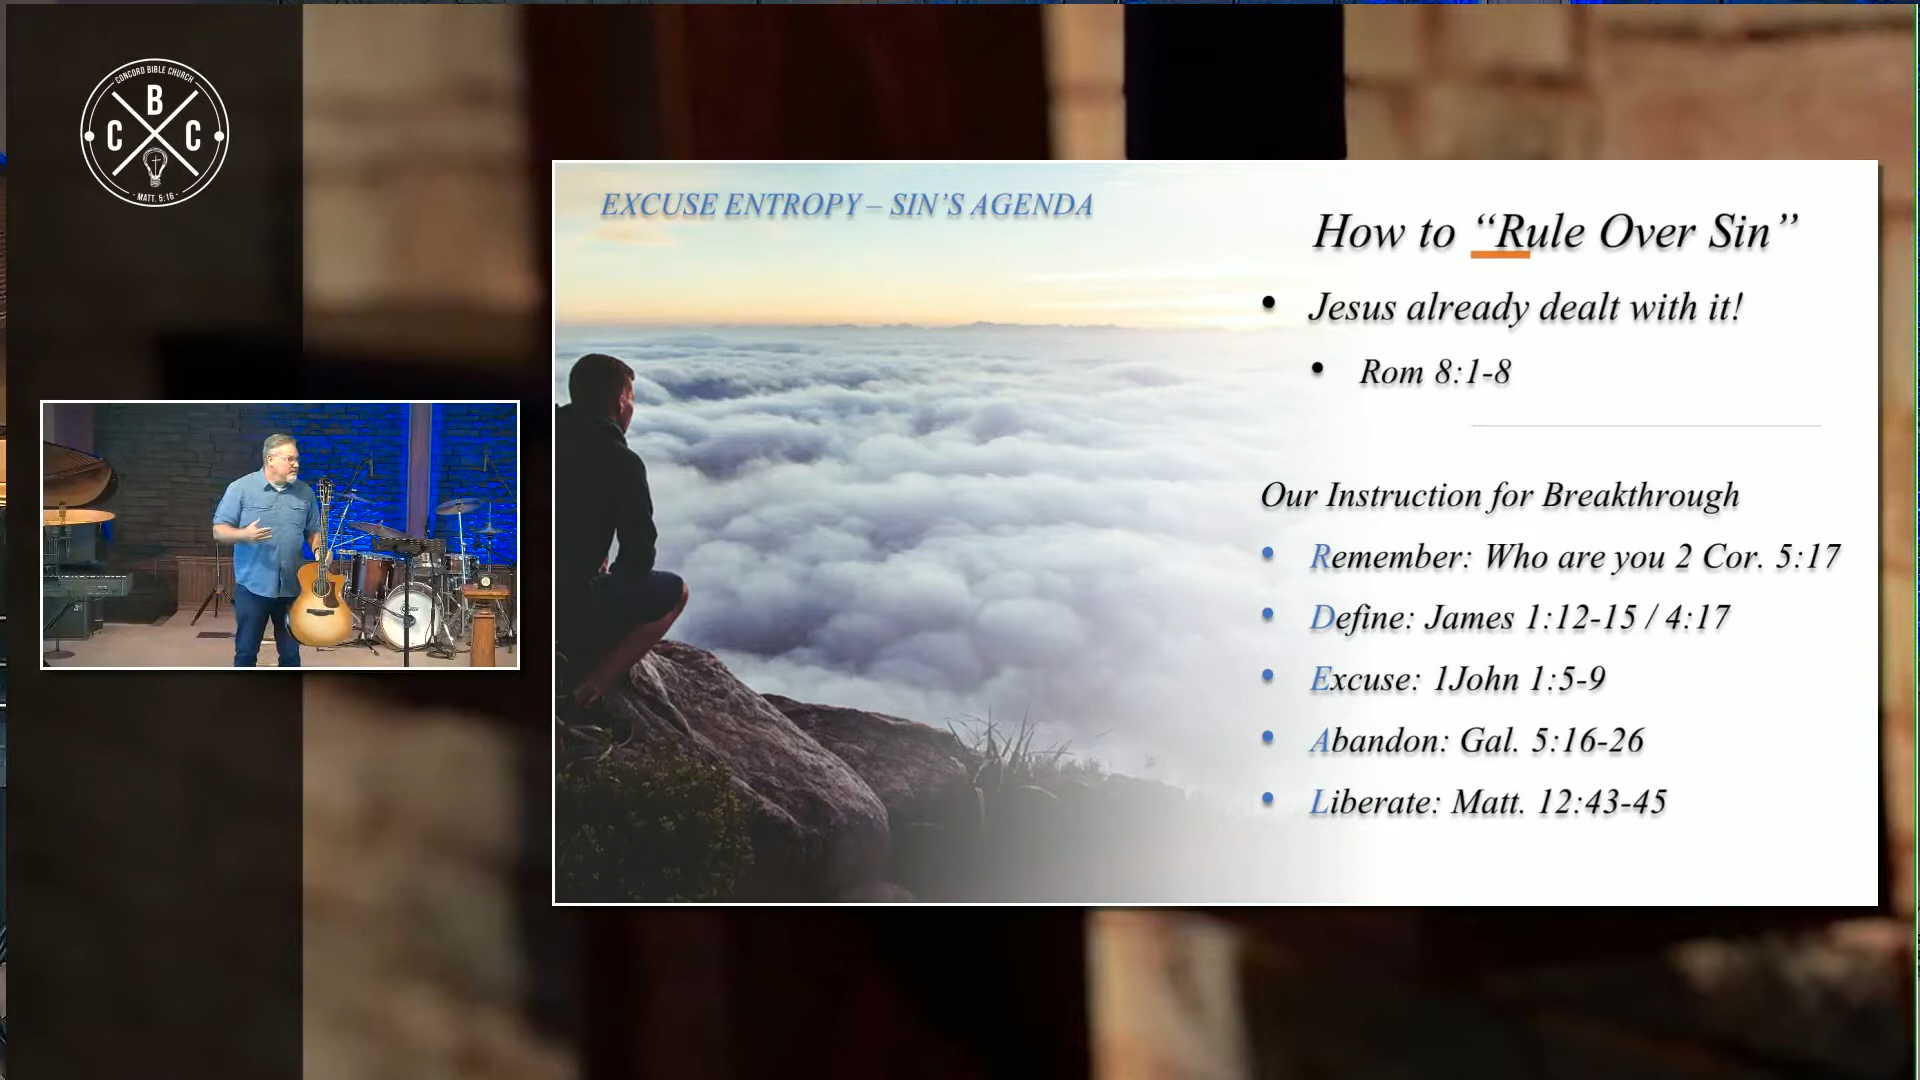 CONCORD BIBLE CHURCH
B
C C
MATT. 5:16
EXCUSE ENTROPY – SIN’S AGENDA
How to “Rule Over Sin”
• Jesus already dealt with it!
• Rom 8:1-8
Our Instruction for Breakthrough
• Remember: Who are you 2 Cor. 5:17
• Define: James 1:12-15 / 4:17
• Excuse: 1John 1:5-9
• Abandon: Gal. 5:16-26
• Liberate: Matt. 12:43-45